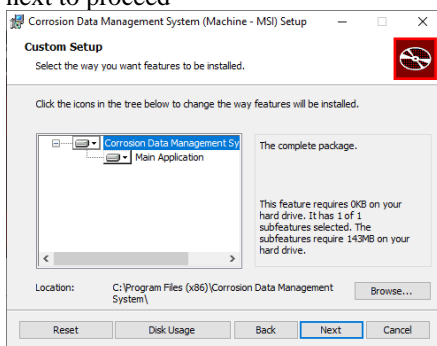 next to proceed
Corrosion Data Management System (Machine - MSI) Setup
Custom Setup
Select the way you want features to be installed.
Click the icons in the tree below to change the way features will be installed.
Corrosion Data Management Sy
Main Application
The complete package.
This feature requires 0KB on your
hard drive. It has 1 of 1
subfeatures selected. The
subfeatures require 143MB on your
hard drive.
Location:
C:\Program Files (x86)\Corrosion Data Management
System\
Browse...
Reset
Disk Usage
Back
Next
Cancel